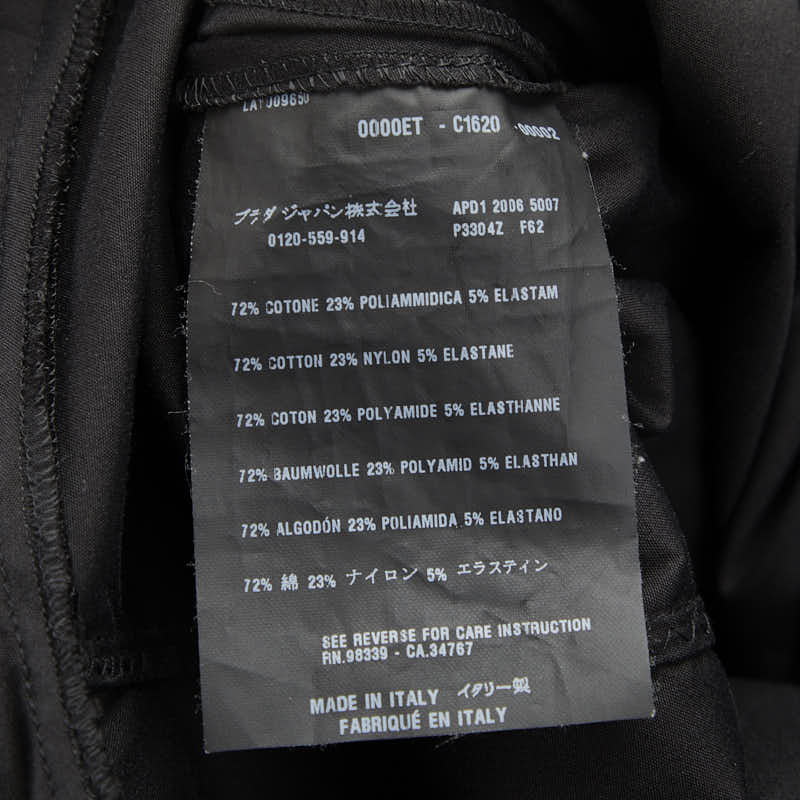 LAT J09650
0000ET - C1620 -00002
プラダ ジャパン株式会社 APD1 2006 5007
0120-559-914 P3304Z F62
72% COTONE 23% POLIAMMIDICA 5% ELASTAM
72% COTTON 23% NYLON 5% ELASTANE
72% COTON 23% POLYAMIDE 5% ELASTHANNE
72% BAUMWOLLE 23% POLYAMID 5% ELASTHAN
72% ALGODÓN 23% POLIAMIDA 5% ELASTANO
72% 綿 23% ナイロン 5% エラスティン
SEE REVERSE FOR CARE INSTRUCTION
RN.98339 - CA.34767
MADE IN ITALY イタリー製
FABRIQUÉ EN ITALY